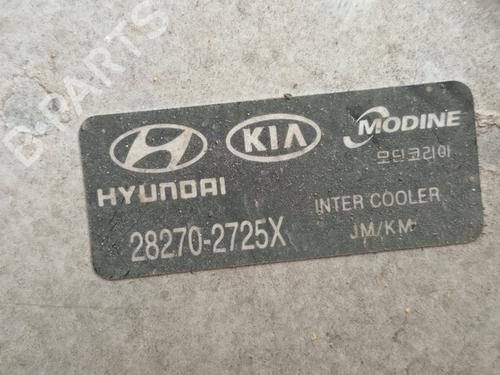 B-PARTS
KIA
MODINE
모딘코리아
HYUNDAI
INTER COOLER
28270-2725X
JM/KM